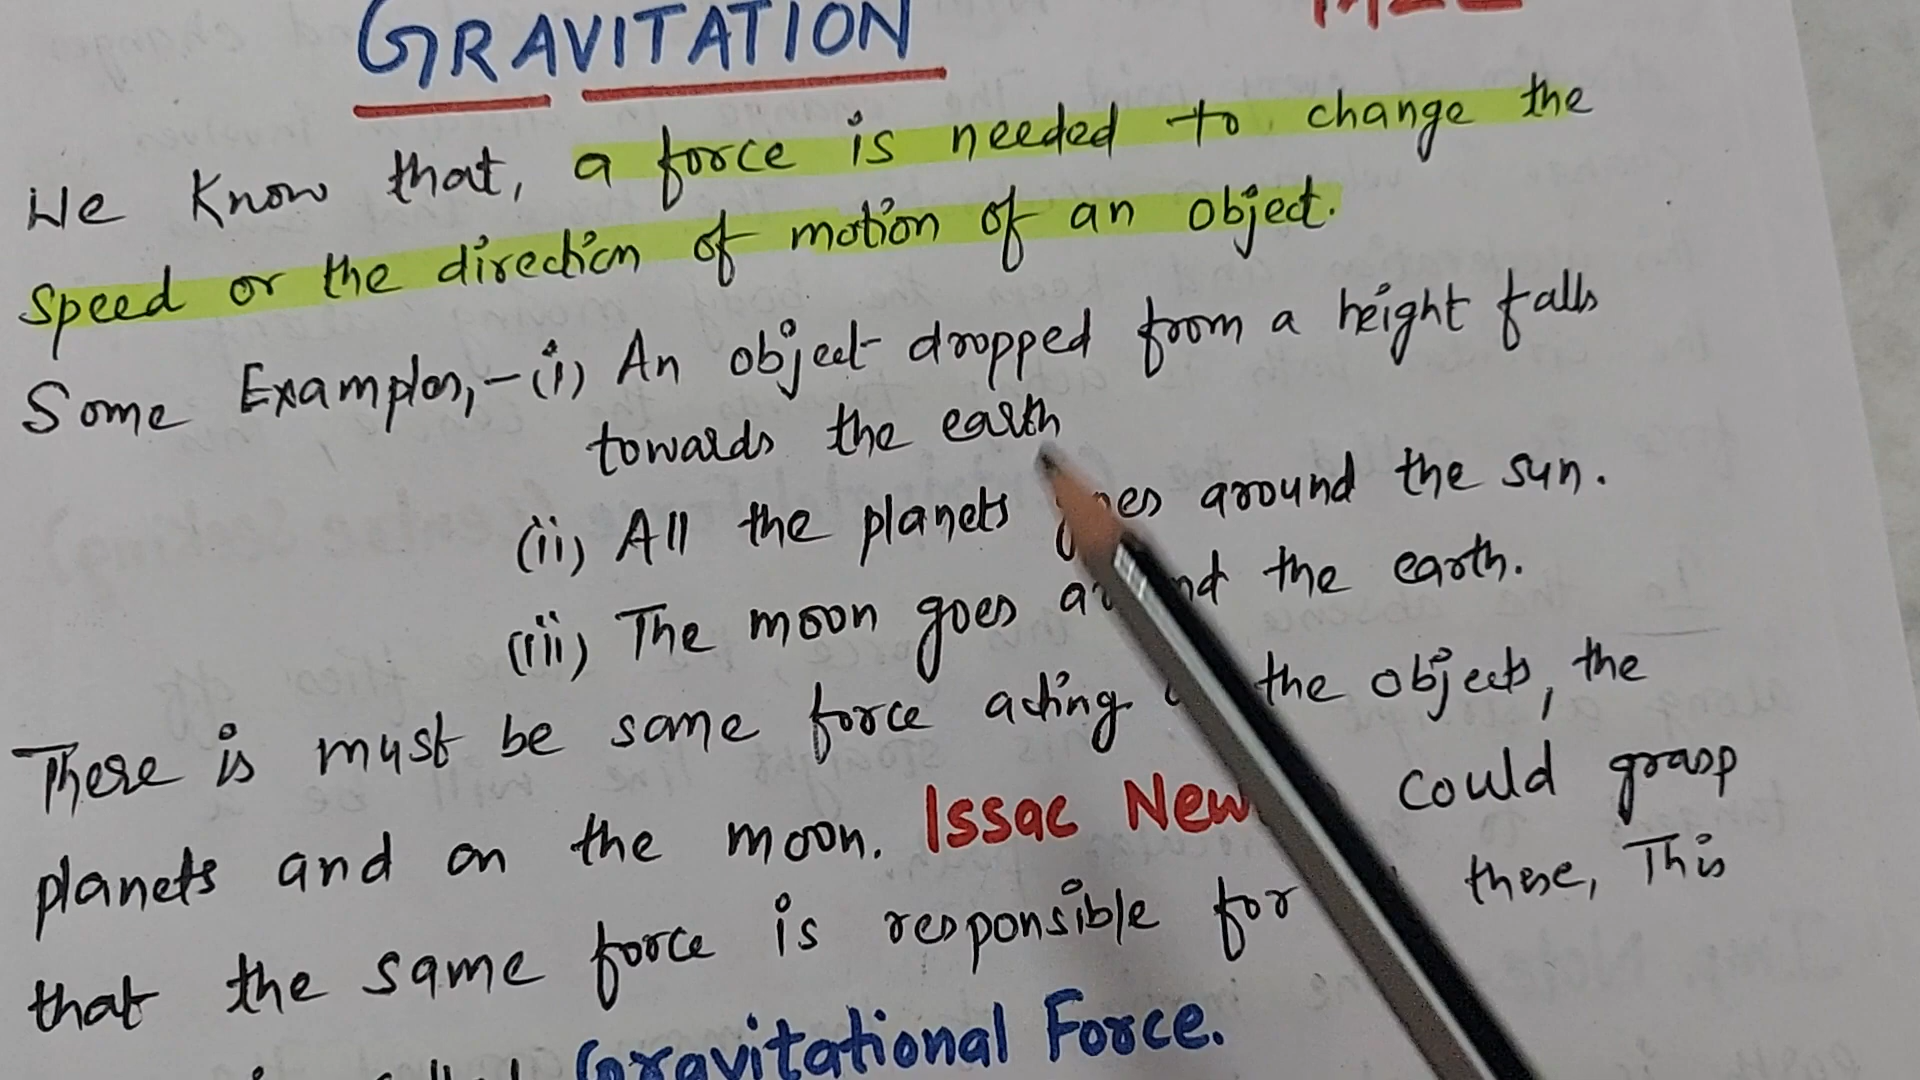 GRAVITATION
We Know that, a force is needed to change the
speed or the direction of motion of an object.
Some Examples,-(i) An object dropped from a height falls
towards the earth
(ii) All the planets goes around the sun.
(iii) The moon goes around the earth.
There is must be same force acting the objects, the
planets and on the moon. Issac New could grasp
that the same force is responsible for these, This
Gravitational Force.